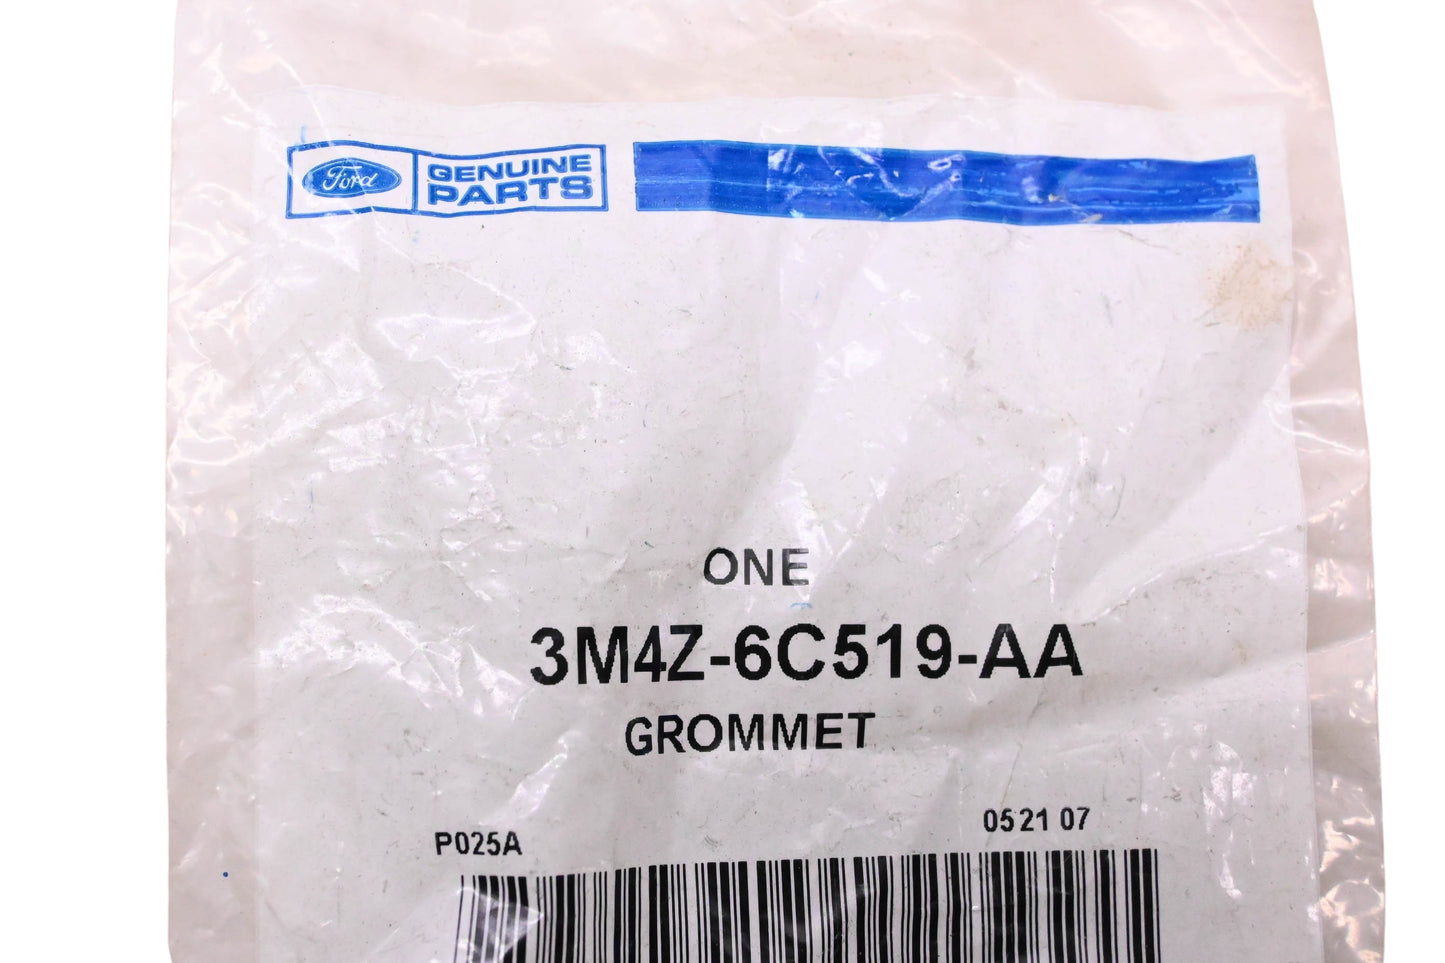 Ford GENUINE
PARTS
ONE
3M4Z-6C519-AA
GROMMET
P025A 05 21 07